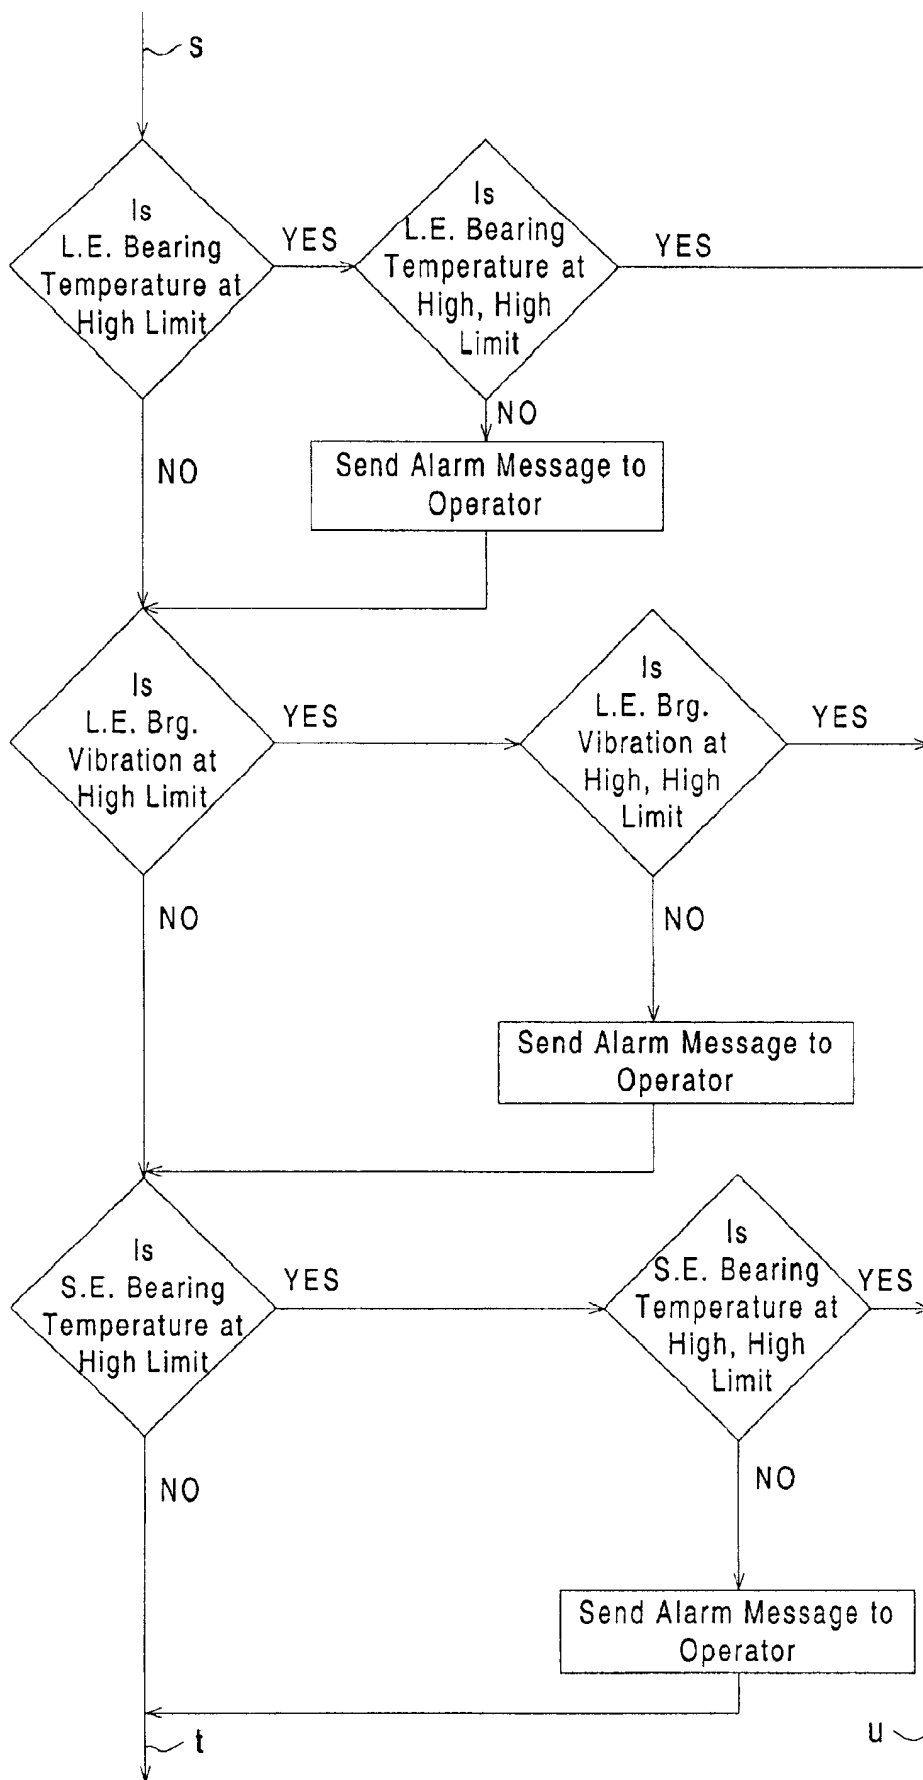 s
Is
L.E. Bearing
Temperature at
High Limit
YES
Is
L.E. Bearing
Temperature at
High, High
Limit
YES
NO
NO
Send Alarm Message to
Operator
Is
L.E. Brg.
Vibration at
High Limit
YES
Is
L.E. Brg.
Vibration at
High, High
Limit
YES
NO
NO
Send Alarm Message to
Operator
Is
S.E. Bearing
Temperature at
High Limit
YES
Is
S.E. Bearing
Temperature at
High, High
Limit
YES
NO
NO
Send Alarm Message to
Operator
t
u